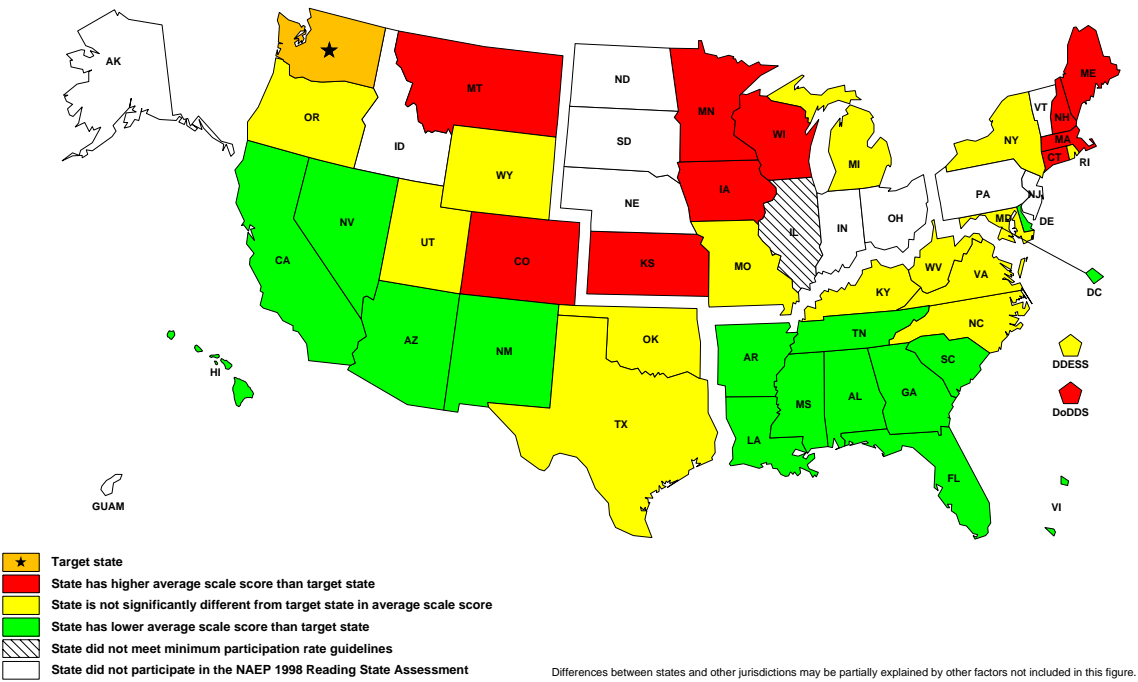 AK
MT
ND
MN
ME
VT
NH
OR
ID
SD
WI
NY
MA
CT
RI
WY
MI
IA
PA
NJ
NE
OH
IN
DE
MD
NV
UT
IL
CA
CO
KS
MO
WV
VA
KY
DC
NC
TN
AZ
NM
OK
AR
SC
DDESS
HI
MS
AL
GA
DoDDS
TX
LA
FL
GUAM
VI
Target state
State has higher average scale score than target state
State is not significantly different from target state in average scale score
State has lower average scale score than target state
State did not meet minimum participation rate guidelines
State did not participate in the NAEP 1998 Reading State Assessment
Differences between states and other jurisdictions may be partially explained by other factors not included in this figure.